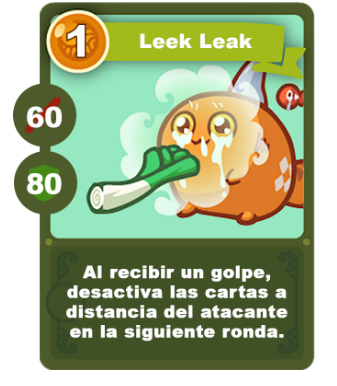 1
Leek Leak
60
80
Al recibir un golpe,
desactiva las cartas a
distancia del atacante
en la siguiente ronda.